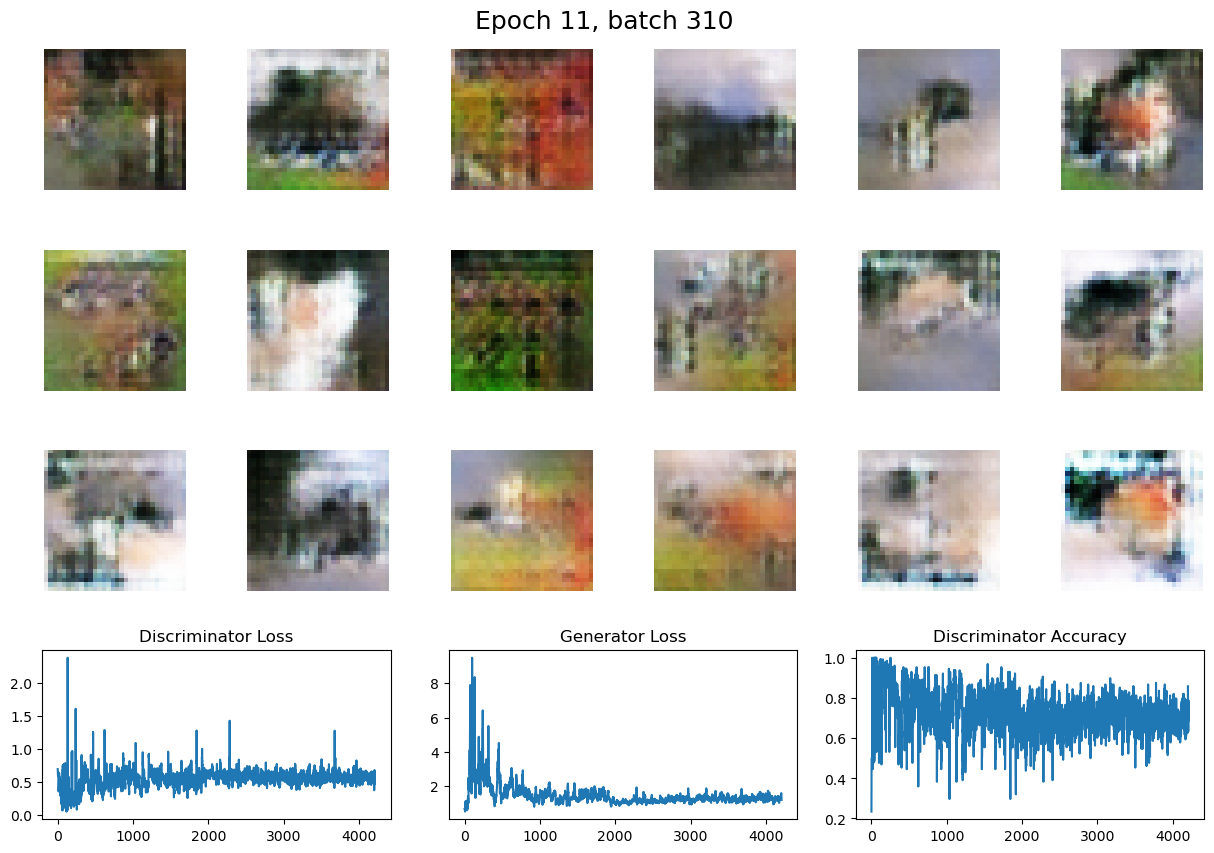 Epoch 11, batch 310
Discriminator Loss
Generator Loss
Discriminator Accuracy
2.0
1.5
1.0
0.5
0.0
0 1000 2000 3000 4000
8
6
4
2
0 1000 2000 3000 4000
1.0
0.8
0.6
0.4
0.2
0 1000 2000 3000 4000